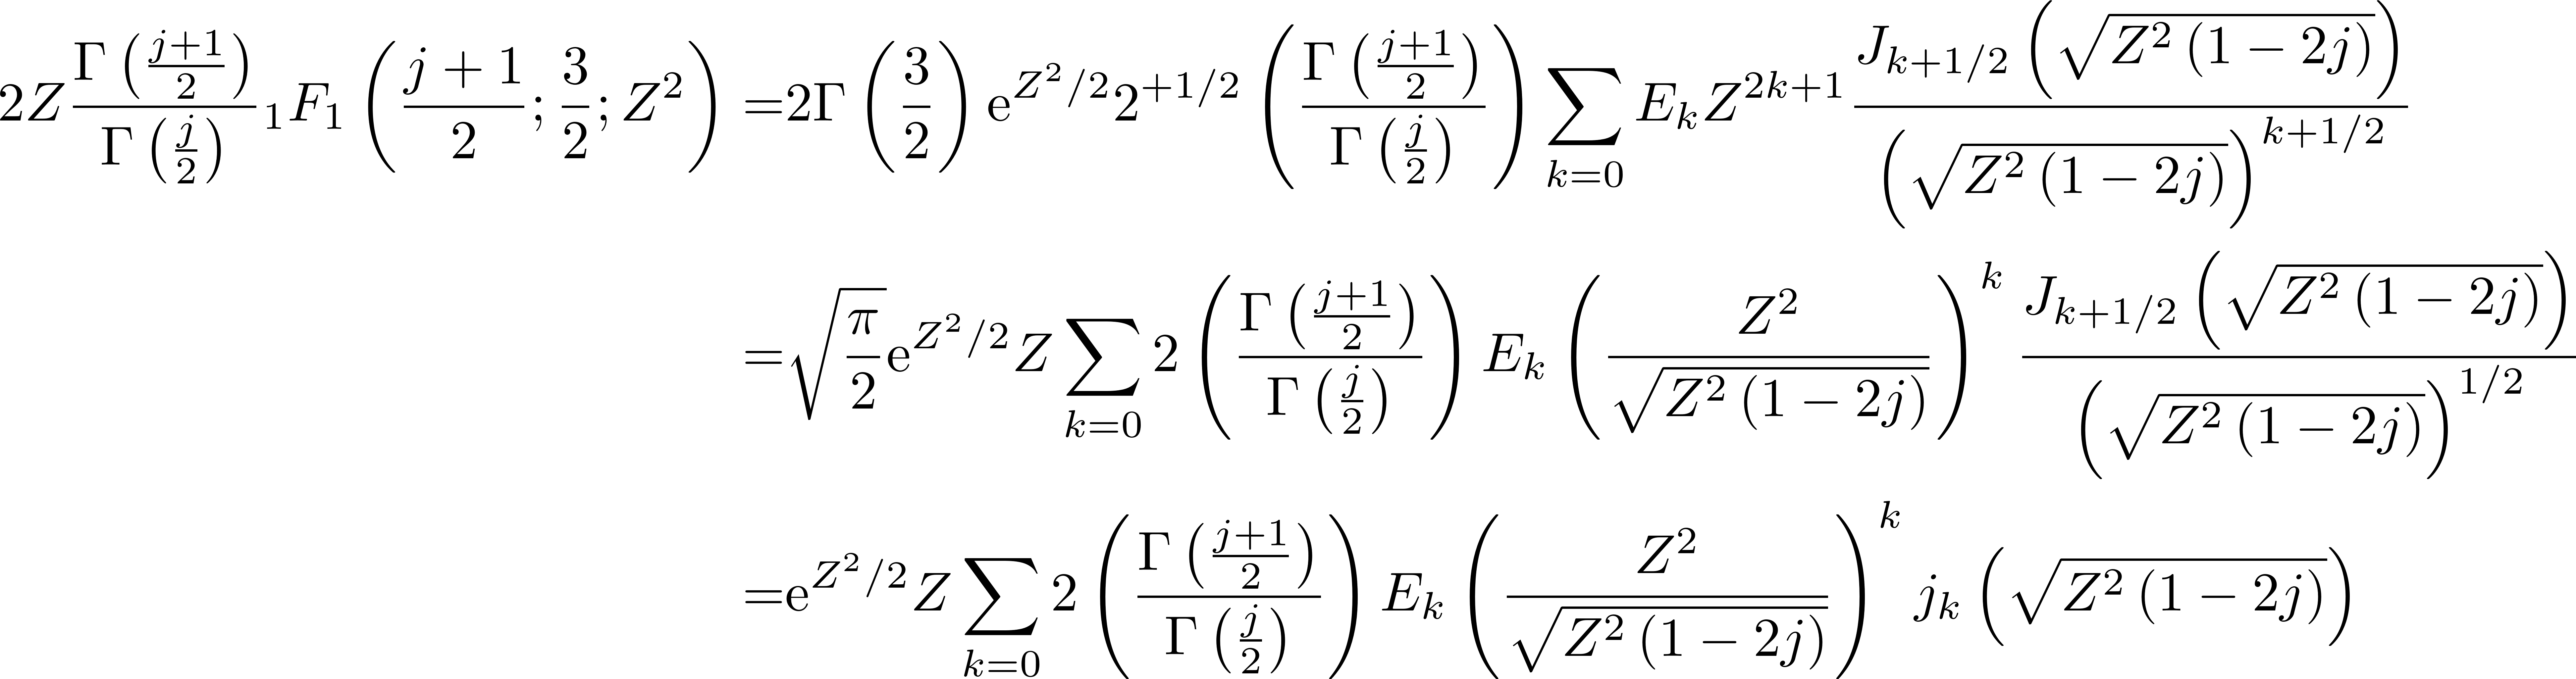 2Z\frac{\Gamma\left(\frac{j+1}{2}\right)}{\Gamma\left(\frac{j}{2}\right)}{}_1F_1\left(\frac{j+1}{2};\frac{3}{2};Z^2\right)=2\Gamma\left(\frac{3}{2}\right)\mathrm{e}^{Z^2/2}2^{+1/2}\left(\frac{\Gamma\left(\frac{j+1}{2}\right)}{\Gamma\left(\frac{j}{2}\right)}\right)\sum_{k=0}E_kZ^{2k+1}\frac{J_{k+1/2}\left(\sqrt{Z^2(1-2j)}\right)}{\left(\sqrt{Z^2(1-2j)}\right)^{k+1/2}}
=\sqrt{\frac{\pi}{2}}\mathrm{e}^{Z^2/2}Z\sum_{k=0}2\left(\frac{\Gamma\left(\frac{j+1}{2}\right)}{\Gamma\left(\frac{j}{2}\right)}\right)E_k\left(\frac{Z^2}{\sqrt{Z^2(1-2j)}}\right)^k\frac{J_{k+1/2}\left(\sqrt{Z^2(1-2j)}\right)}{\left(\sqrt{Z^2(1-2j)}\right)^{1/2}}
=\mathrm{e}^{Z^2/2}Z\sum_{k=0}2\left(\frac{\Gamma\left(\frac{j+1}{2}\right)}{\Gamma\left(\frac{j}{2}\right)}\right)E_k\left(\frac{Z^2}{\sqrt{Z^2(1-2j)}}\right)^kj_k\left(\sqrt{Z^2(1-2j)}\right)